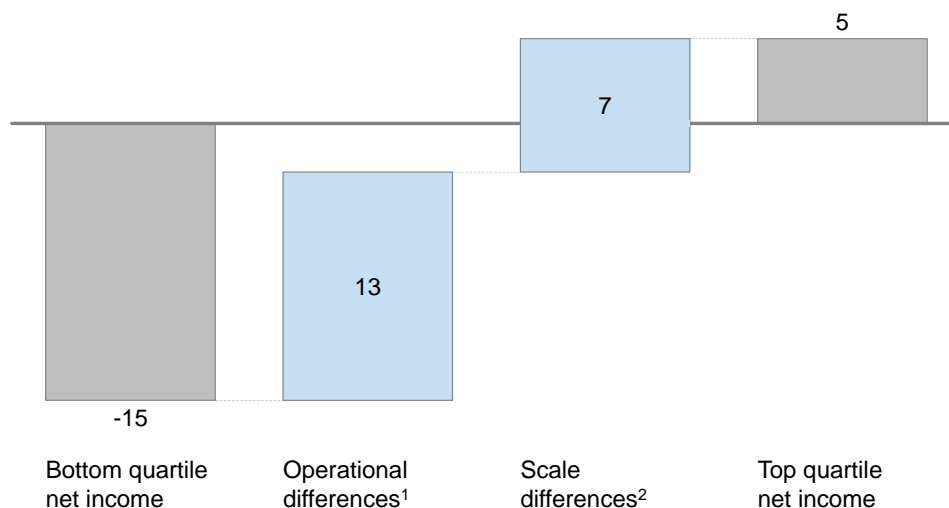 5
7
13
-15
Bottom quartile
net income
Operational
differences¹
Scale
differences²
Top quartile
net income